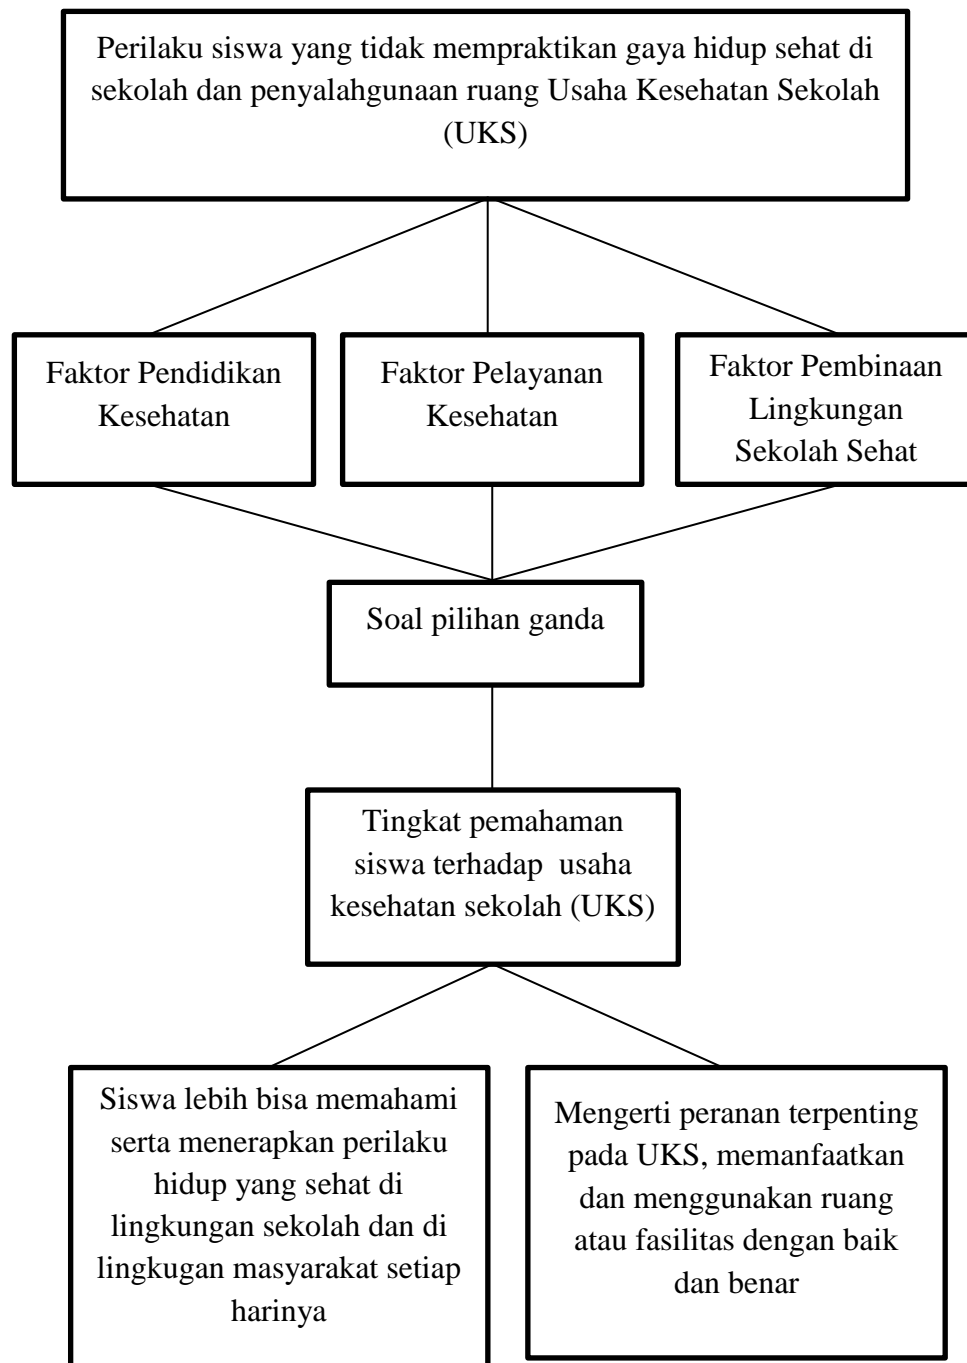 Perilaku siswa yang tidak mempraktikan gaya hidup sehat di
sekolah dan penyalahgunaan ruang Usaha Kesehatan Sekolah
(UKS)
Faktor Pendidikan
Kesehatan
Faktor Pelayanan
Kesehatan
Faktor Pembinaan
Lingkungan
Sekolah Sehat
Soal pilihan ganda
Tingkat pemahaman
siswa terhadap usaha
kesehatan sekolah (UKS)
Siswa lebih bisa memahami
serta menerapkan perilaku
hidup yang sehat di
lingkungan sekolah dan di
lingkugan masyarakat setiap
harinya
Mengerti peranan terpenting
pada UKS, memanfaatkan
dan menggunakan ruang
atau fasilitas dengan baik
dan benar